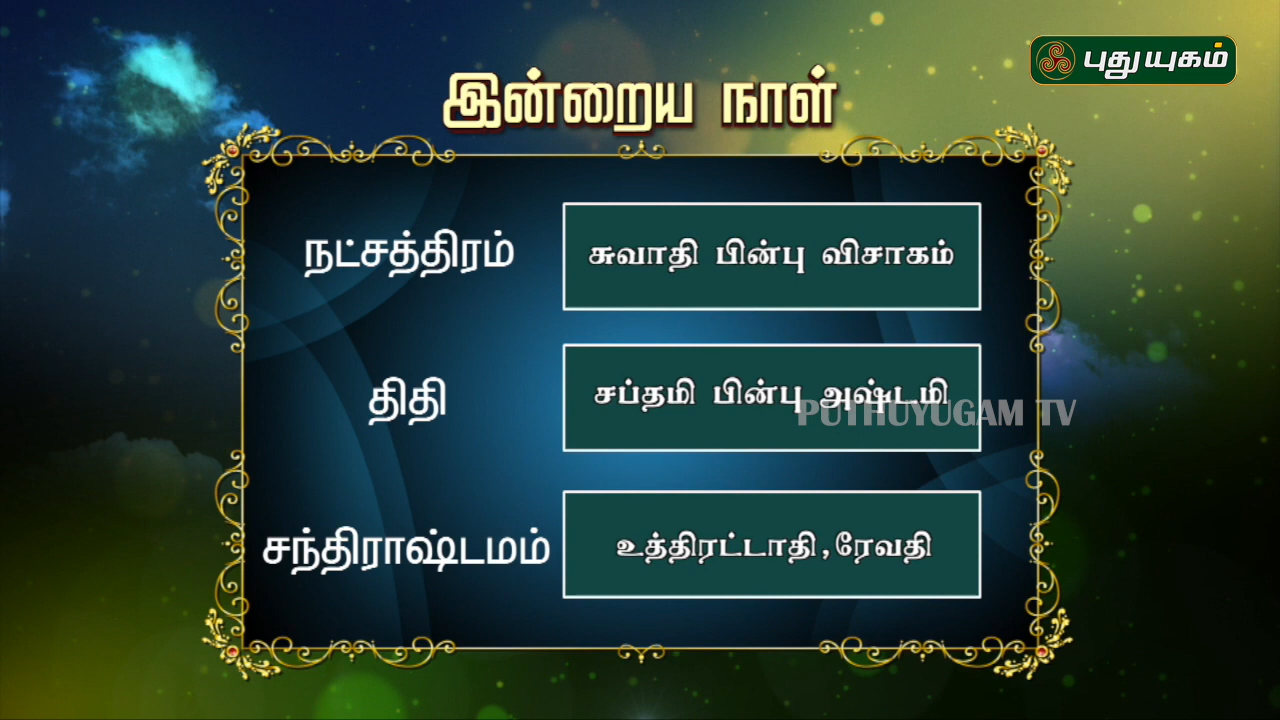 புதுயுகம்
இன்றைய நாள்
நட்சத்திரம் சுவாதி பின்பு விசாகம்
திதி சப்தமி பின்பு அஷ்டமி
PUTHUYUGAM TV
சந்திராஷ்டமம் உத்திரட்டாதி,ரேவதி